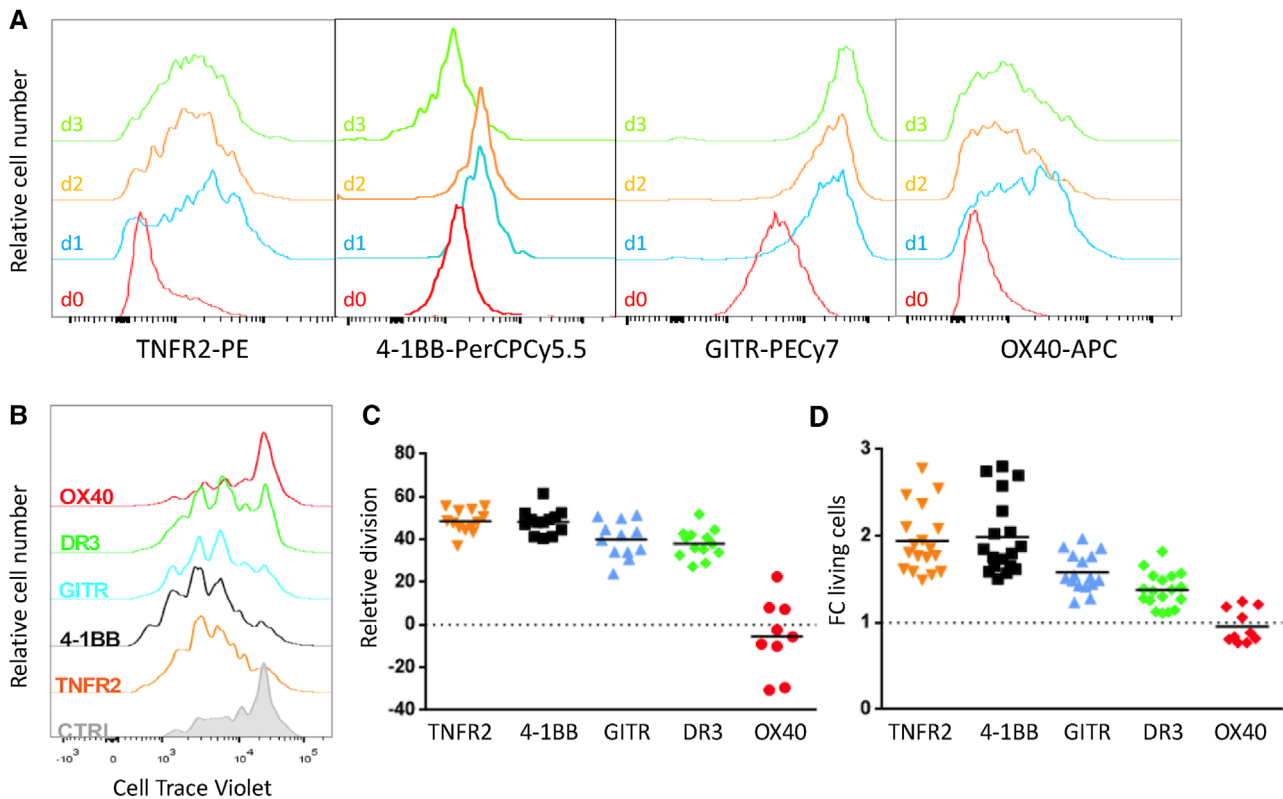 A
Relative cell number
d3
d2
d1
d0
TNFR2-PE
d3
d2
d1
d0
4-1BB-PerCPCy5.5
d3
d2
d1
d0
GITR-PECy7
d3
d2
d1
d0
OX40-APC
B
Relative cell number
OX40
DR3
GITR
4-1BB
TNFR2
CTRL
-10³ 0 10³ 10⁴ 10⁵
Cell Trace Violet
C
Reletive division
80
60
40
20
0
-20
-40
TNFR2 4-1BB GITR DR3 OX40
D
FC living cells
3
2
1
0
TNFR2 4-1BB GITR DR3 OX40